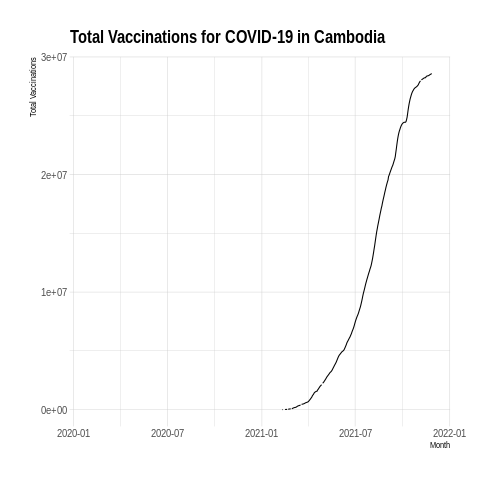 Total Vaccinations for COVID-19 in Cambodia
Total Vaccinations
3e+07
2e+07
1e+07
0e+00
2020-01 2020-07 2021-01 2021-07 2022-01
Month